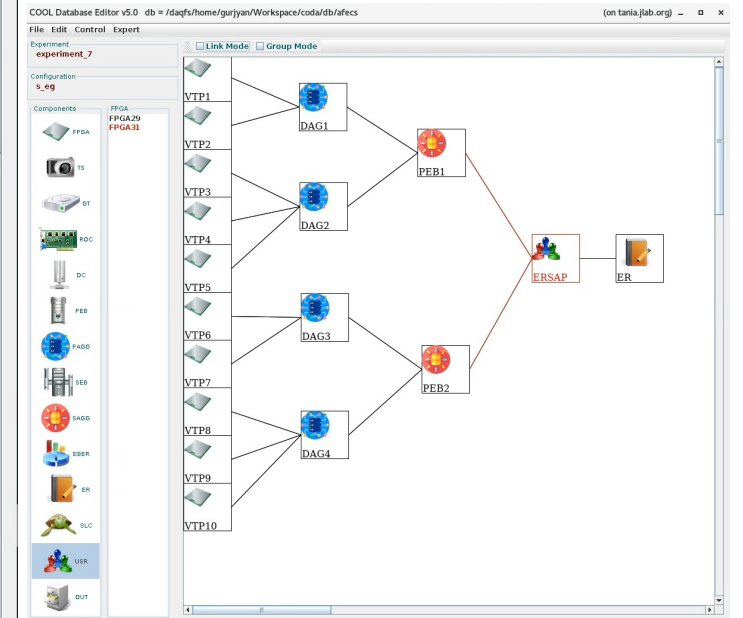 COOL Database Editor v5.0 db = /daqfs/home/gurjyan/Workspace/coda/db/afecs (on tania.jlab.org)
File Edit Control Expert
Experiment
experiment_7
Configuration
s_eg
Components
FPGA
TS
GT
ROC
DC
PEB
PAGG
SEB
SAGG
EBER
ER
SLC
USR
OUT
FPGA
FPGA29
FPGA31
Link Mode Group Mode
VTP1
VTP2
VTP3
VTP4
VTP5
VTP6
VTP7
VTP8
VTP9
VTP10
DAG1
DAG2
DAG3
DAG4
PEB1
PEB2
ERSAP
ER